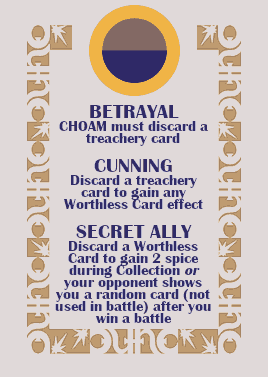 BETRAYAL
CHOAM must discard a
treachery card
CUNNING
Discard a treachery
card to gain any
Worthless Card effect
SECRET ALLY
Discard a Worthless
Card to gain 2 spice
during Collection or
your opponent shows
you a random card (not
used in battle) after you
win a battle